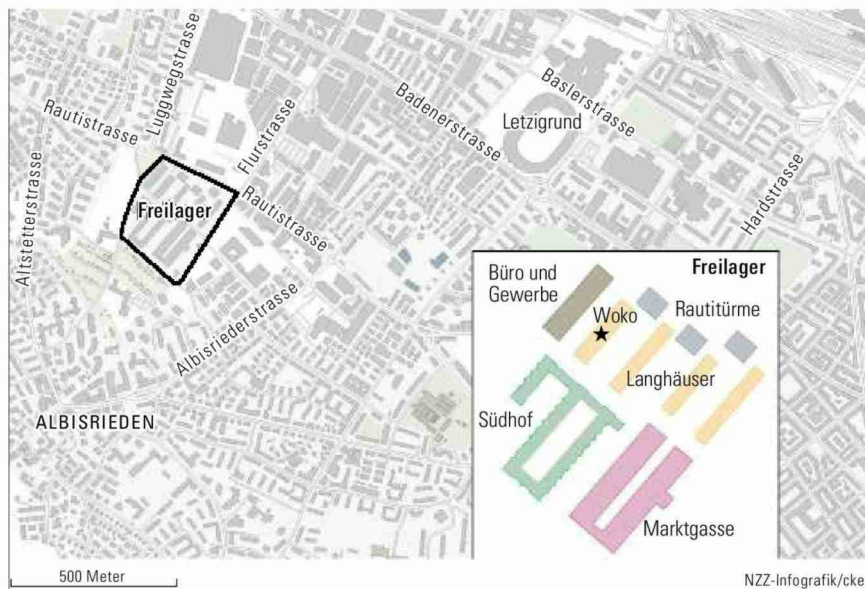 Luggwegstrasse
Rautistrasse
Flurstrasse
Badenerstrasse
Baslerstrasse
Letzigrund
Hardstrasse
Altstetterstrasse
Freilager
Rautistrasse
Albisriederstrasse
ALBISRIEDEN
Freilager
Büro und
Gewerbe
Woko
Rautitürme
Langhäuser
Südhof
Marktgasse
500 Meter
NZZ-Infografik/cke